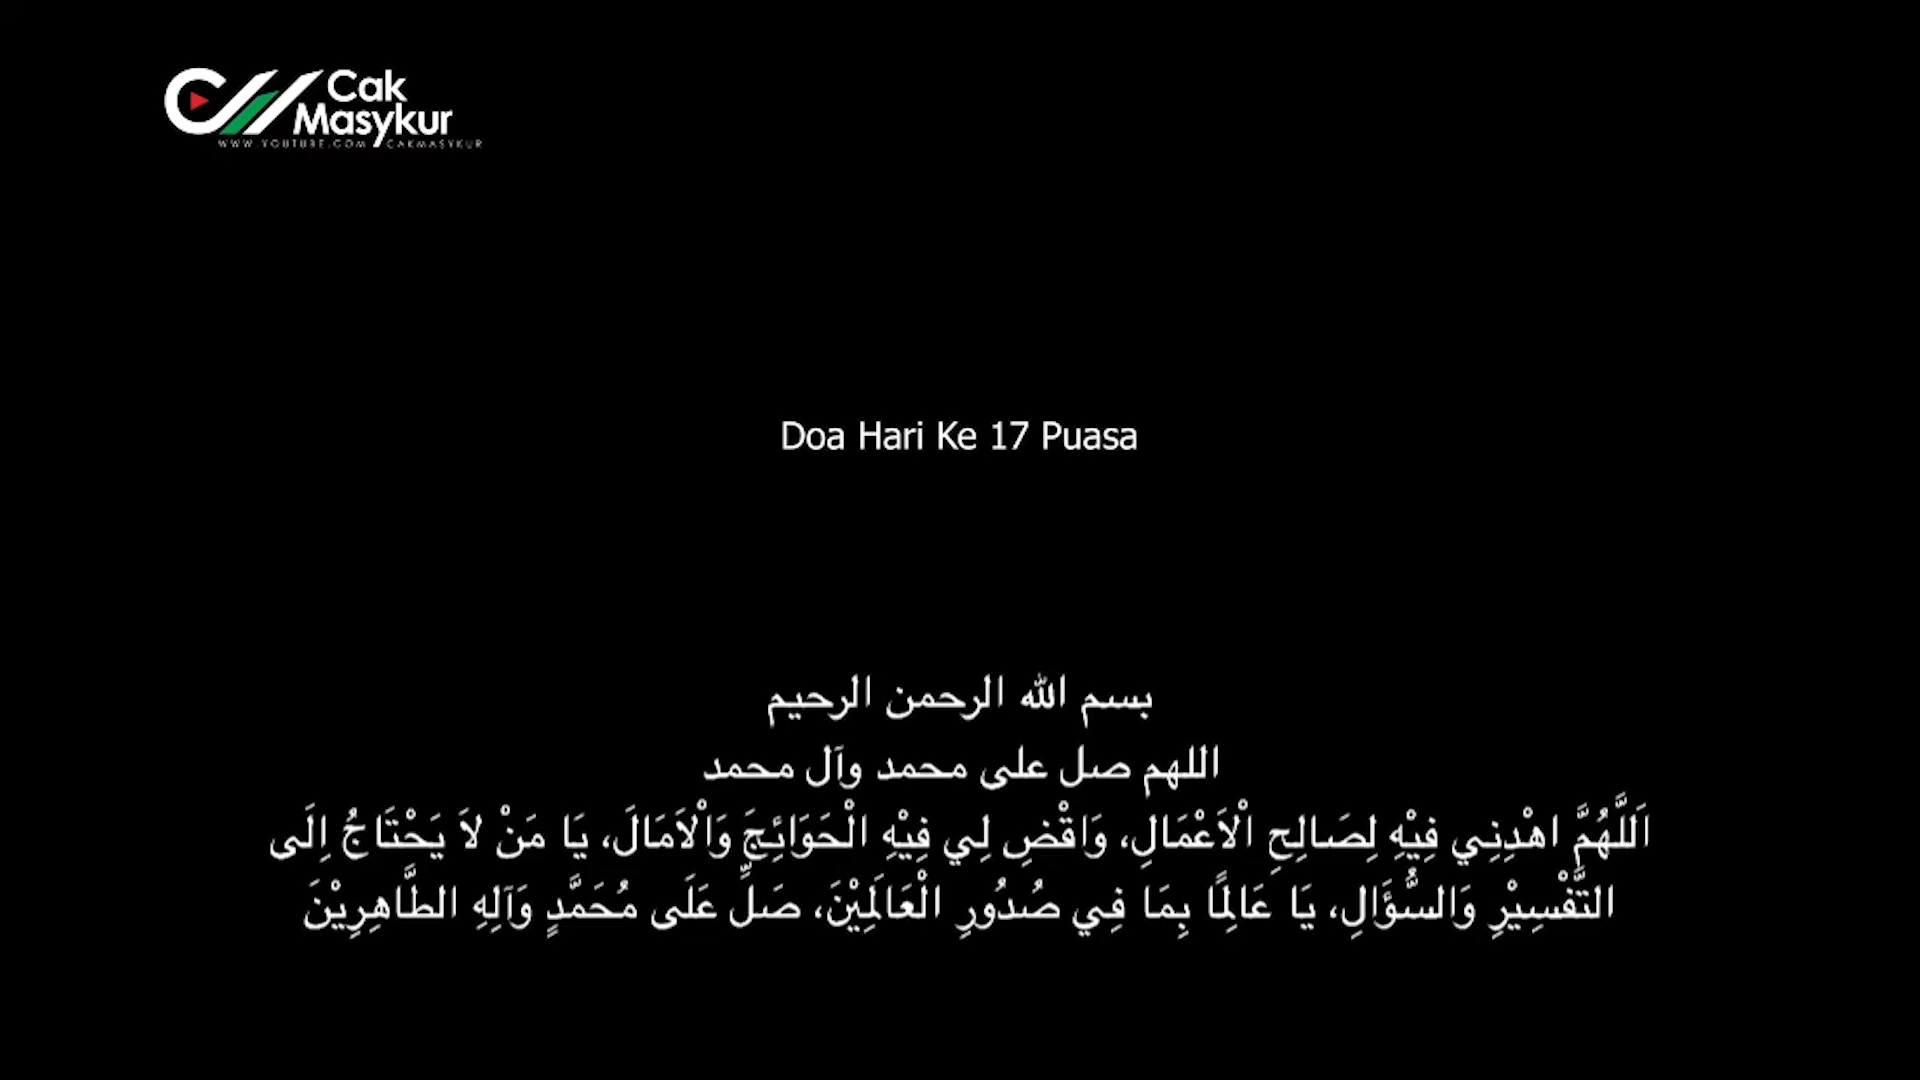 Cak
Masykur
WWW.YOUTUBE.COM / CAKMASYKUR
Doa Hari Ke 17 Puasa
بسم الله الرحمن الرحيم
اللهم صل على محمد وآل محمد
اَللَّهُمَّ اهْدِنِي فِيْهِ لِصَالِحِ الْاَعْمَالِ، وَاقْضِ لِي فِيْهِ الْحَوَائِجَ وَالْاَمَالَ، يَا مَنْ لاَ يَحْتَاجُ اِلَى
التَّفْسِيْرِ وَالسُّؤَالِ، يَا عَالِمًا بِمَا فِي صُدُورِ الْعَالَمِيْنَ، صَلِّ عَلَى مُحَمَّدٍ وَآلِهِ الطَّاهِرِيْنَ